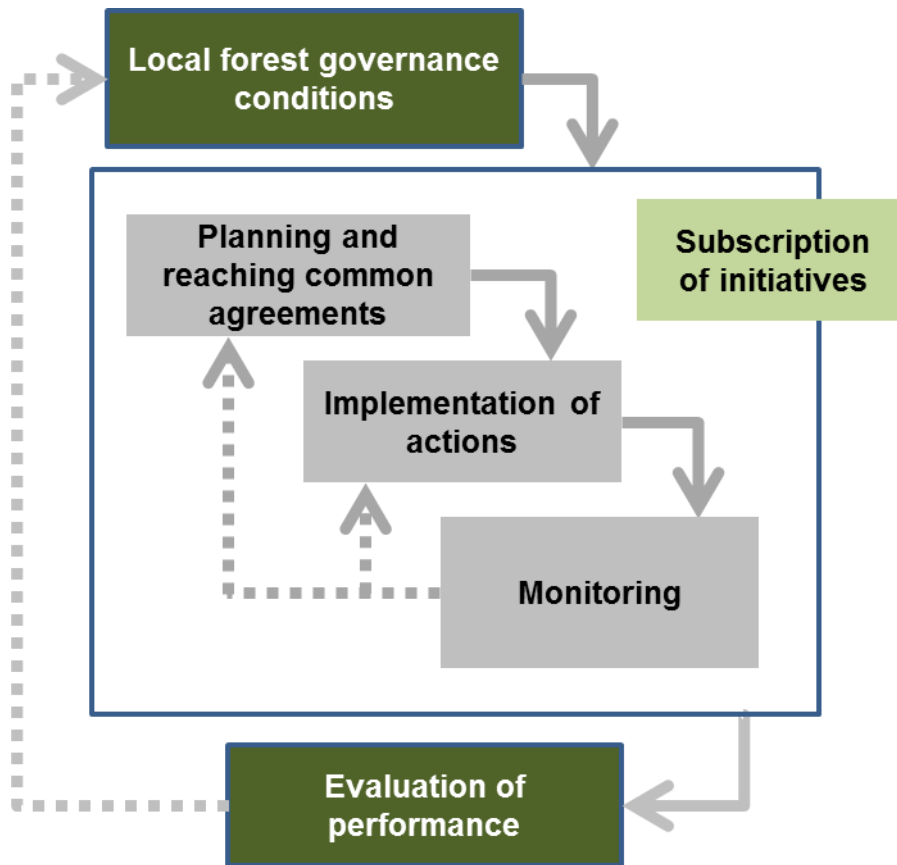 Local forest governance
conditions
Subscription
of initiatives
Planning and
reaching common
agreements
Implementation of
actions
Monitoring
Evaluation of
performance